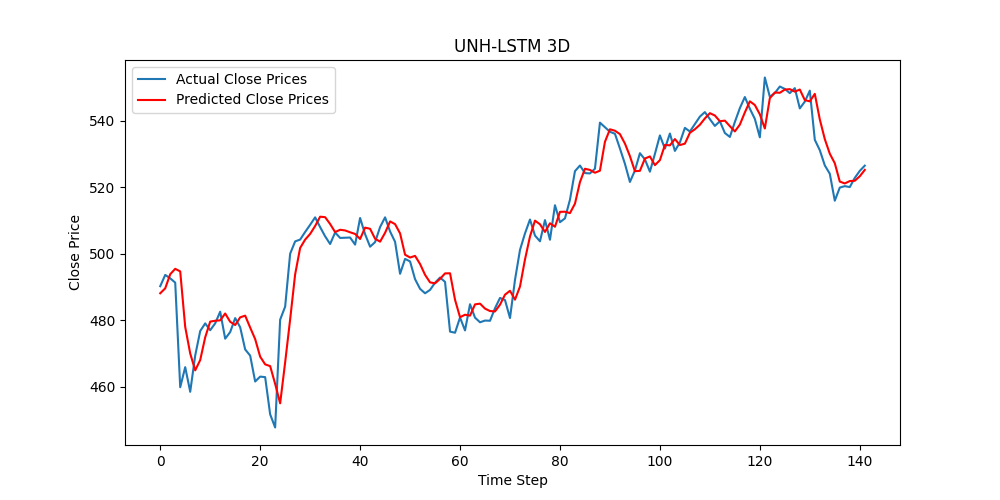 UNH-LSTM 3D
Actual Close Prices
Predicted Close Prices
Close Price
540
520
500
480
460
0 20 40 60 80 100 120 140
Time Step